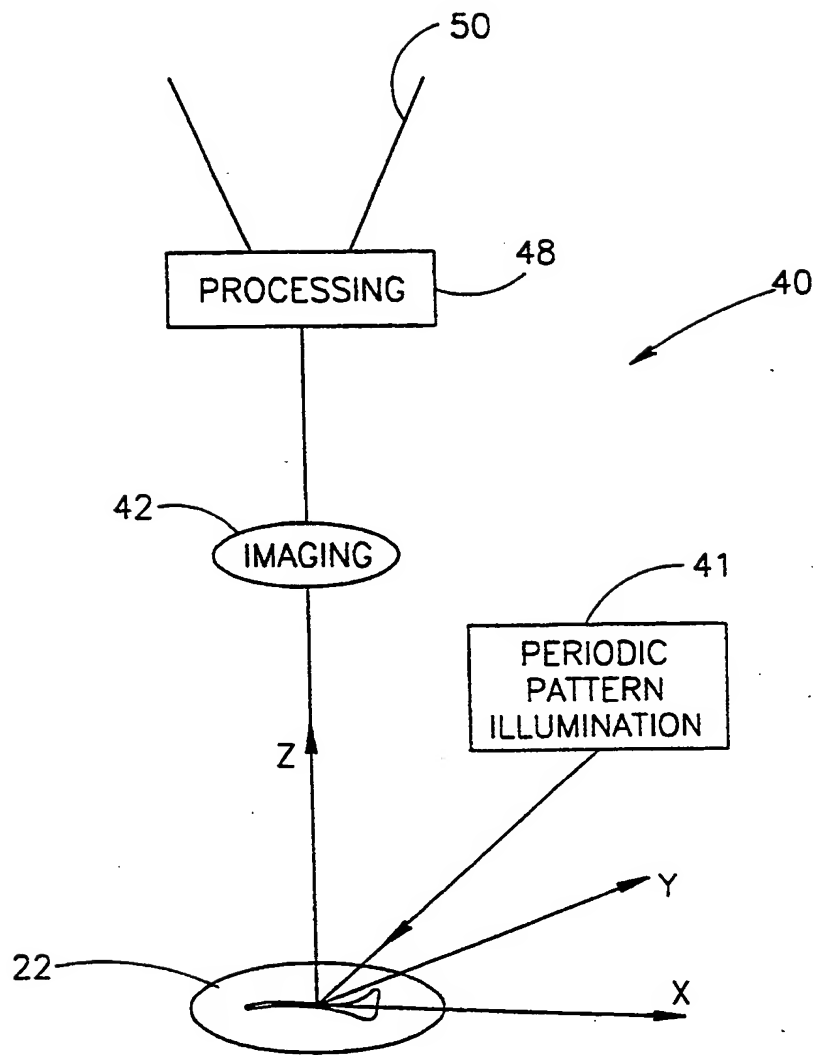 50
48
PROCESSING
40
42
IMAGING
41
PERIODIC
PATTERN
ILLUMINATION
Z
Y
22
X